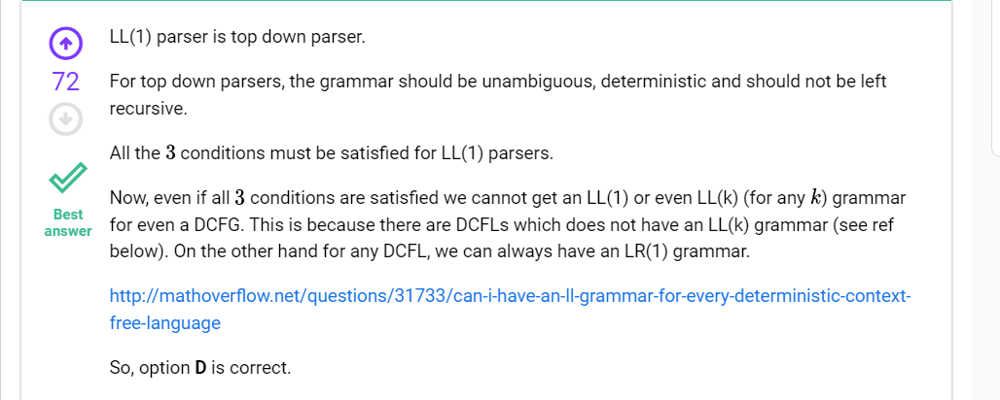 LL(1) parser is top down parser.
72
For top down parsers, the grammar should be unambiguous, deterministic and should not be left
recursive.
All the 3 conditions must be satisfied for LL(1) parsers.
Best
answer
Now, even if all 3 conditions are satisfied we cannot get an LL(1) or even LL(k) (for any k) grammar
for even a DCFG. This is because there are DCFLs which does not have an LL(k) grammar (see ref
below). On the other hand for any DCFL, we can always have an LR(1) grammar.
http://mathoverflow.net/questions/31733/can-i-have-an-ll-grammar-for-every-deterministic-context-
free-language
So, option D is correct.